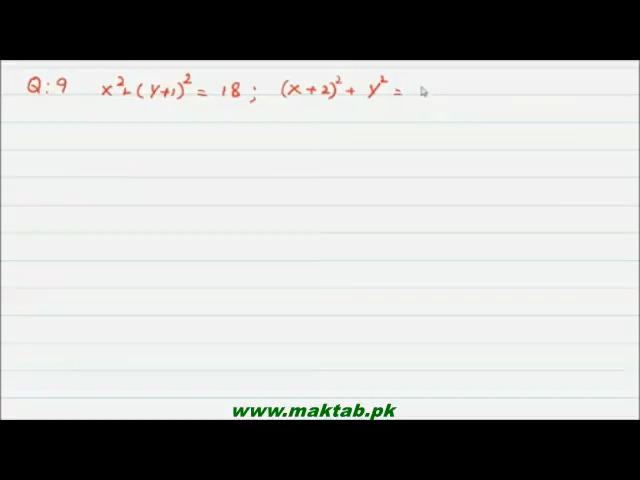 Q: 9 x² + (y+1)² = 18 ; (x+2)² + y² =
www.maktab.pk